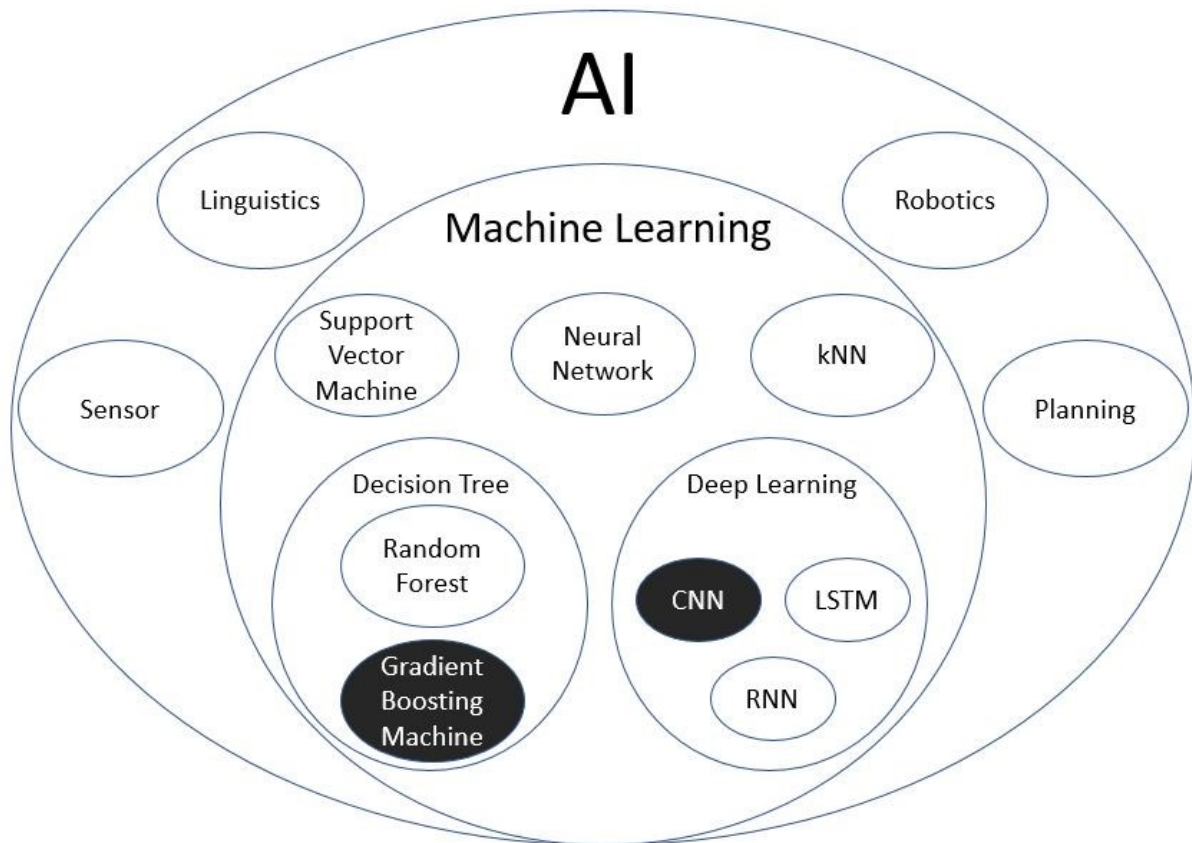 AI
Linguistics
Robotics
Machine Learning
Support
Vector
Machine
Neural
Network
kNN
Sensor
Planning
Decision Tree
Deep Learning
Random
Forest
CNN
LSTM
Gradient
Boosting
Machine
RNN